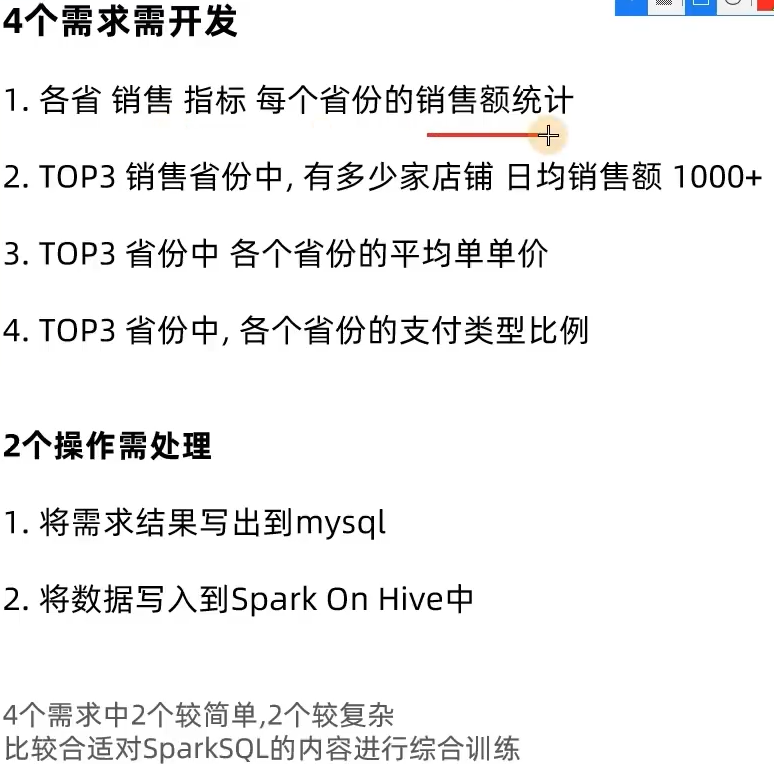 4个需求需开发
1. 各省 销售 指标 每个省份的销售额统计
2. TOP3 销售省份中, 有多少家店铺 日均销售额 1000+
3. TOP3 省份中 各个省份的平均单单价
4. TOP3 省份中, 各个省份的支付类型比例
2个操作需处理
1. 将需求结果写出到mysql
2. 将数据写入到Spark On Hive中
4个需求中2个较简单,2个较复杂
比较合适对SparkSQL的内容进行综合训练